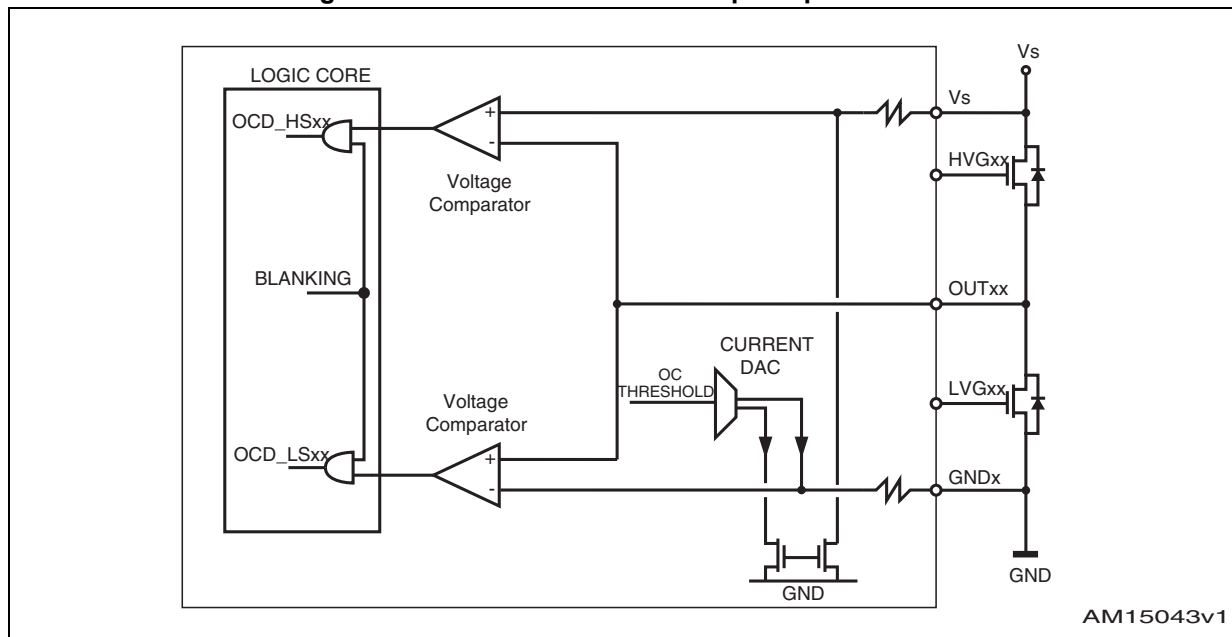 Vs
LOGIC CORE
Vs
OCD_HSxx
+
-
HVGxx
Voltage
Comparator
BLANKING
OUTxx
CURRENT
DAC
OC
THRESHOLD
LVGxx
Voltage
Comparator
OCD_LSxx
+
-
GNDx
GND
GND
AM15043v1